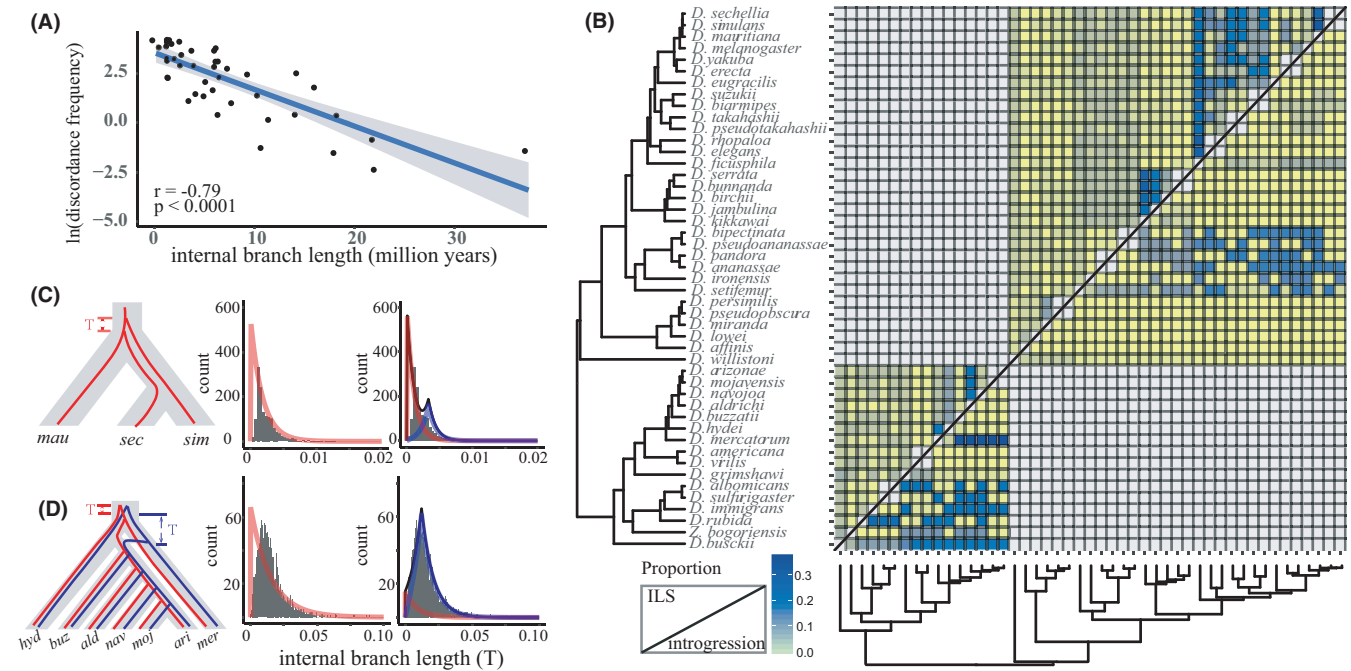 (A)
ln(discordance frequency)
2.5
0.0
−2.5
−5.0
r = -0.79
p < 0.0001
0
10
20
30
internal branch length (million years)
(B)
D. sechellia
D. simulans
D. mauritiana
D. melanogaster
D.yakuba
D. erecta
D. eugracilis
D. suzukii
D. biarmipes
D. takahashii
D. pseudotakahashii
D. rhopaloa
D. elegans
D. ficusphila
D. serrata
D.bunnanda
D. birchii
D. jambulina
D. kikkawai
D. bipectinata
D. pseudoananassae
D. pandora
D. ananassae
D. ironensis
D. setifemur
D. persimilis
D. pseudoobscura
D. miranda
D. lowei
D. affinis
D. willistoni
D. arizonae
D. mojavensis
D. navojoa
D. aldrichi
D. buzzatii
D.hydei
D. mercatorum
D. americana
D. virilis
D. grimshawi
D. albomicans
D. sulfurigaster
D. immigrans
D.rubida
Z. bogoriensis
D.busckii
Proportion
ILS
introgression
0.3
0.2
0.1
0.0
(C)
T
mau
sec
sim
count
600
400
200
0
0
0.01
0.02
count
600
400
200
0
0
0.01
0.02
(D)
T
T
hyd
buz
ald
nav
moj
ari
mer
count
60
20
0
0.05
0.10
count
60
20
0
0.05
0.10
internal branch length (T)